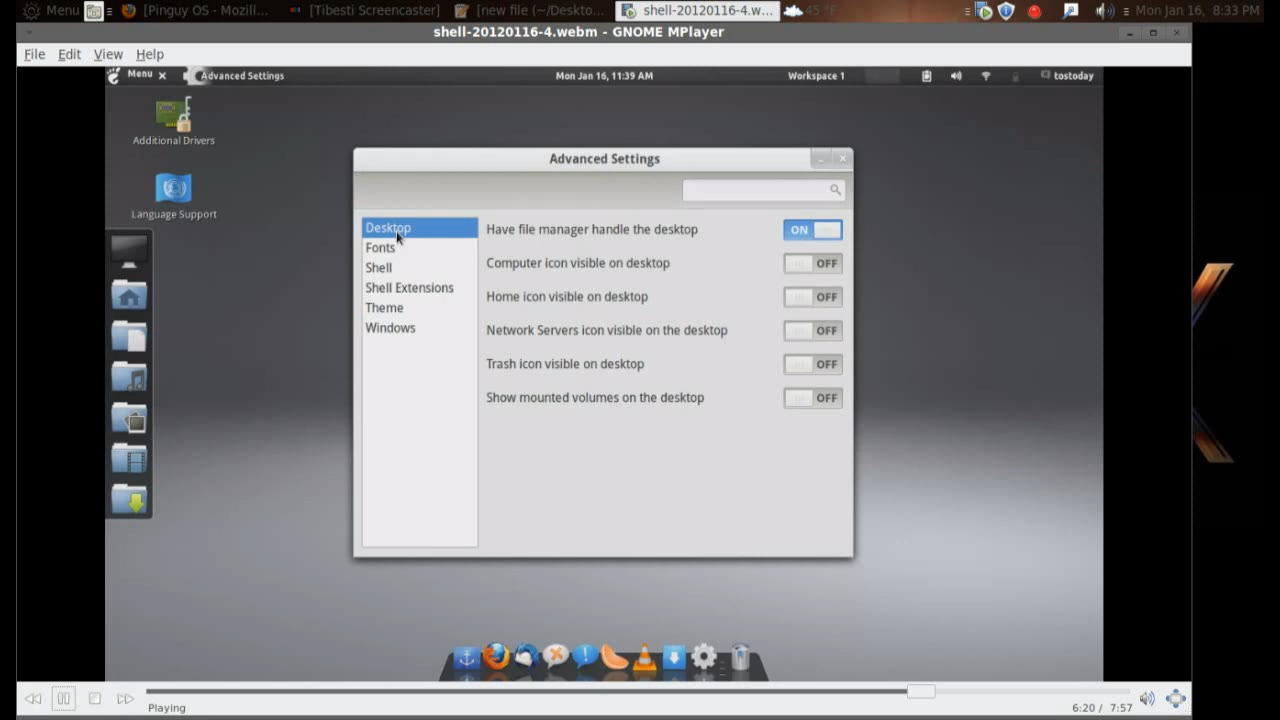 Menu [Pinguy OS - Mozill... [Tibesti Screencaster] [new file (~/Deskto... shell-20120116-4.w... 45 °F Mon Jan 16, 8:33 PM
shell-20120116-4.webm - GNOME MPlayer
File Edit View Help
Menu X Advanced Settings Mon Jan 16, 11:39 AM Workspace 1 tostoday
Additional Drivers
Language Support
Advanced Settings
Desktop
Fonts
Shell
Shell Extensions
Theme
Windows
Have file manager handle the desktop ON
Computer icon visible on desktop OFF
Home icon visible on desktop OFF
Network Servers icon visible on the desktop OFF
Trash icon visible on desktop OFF
Show mounted volumes on the desktop OFF
Playing 6:20 / 7:57